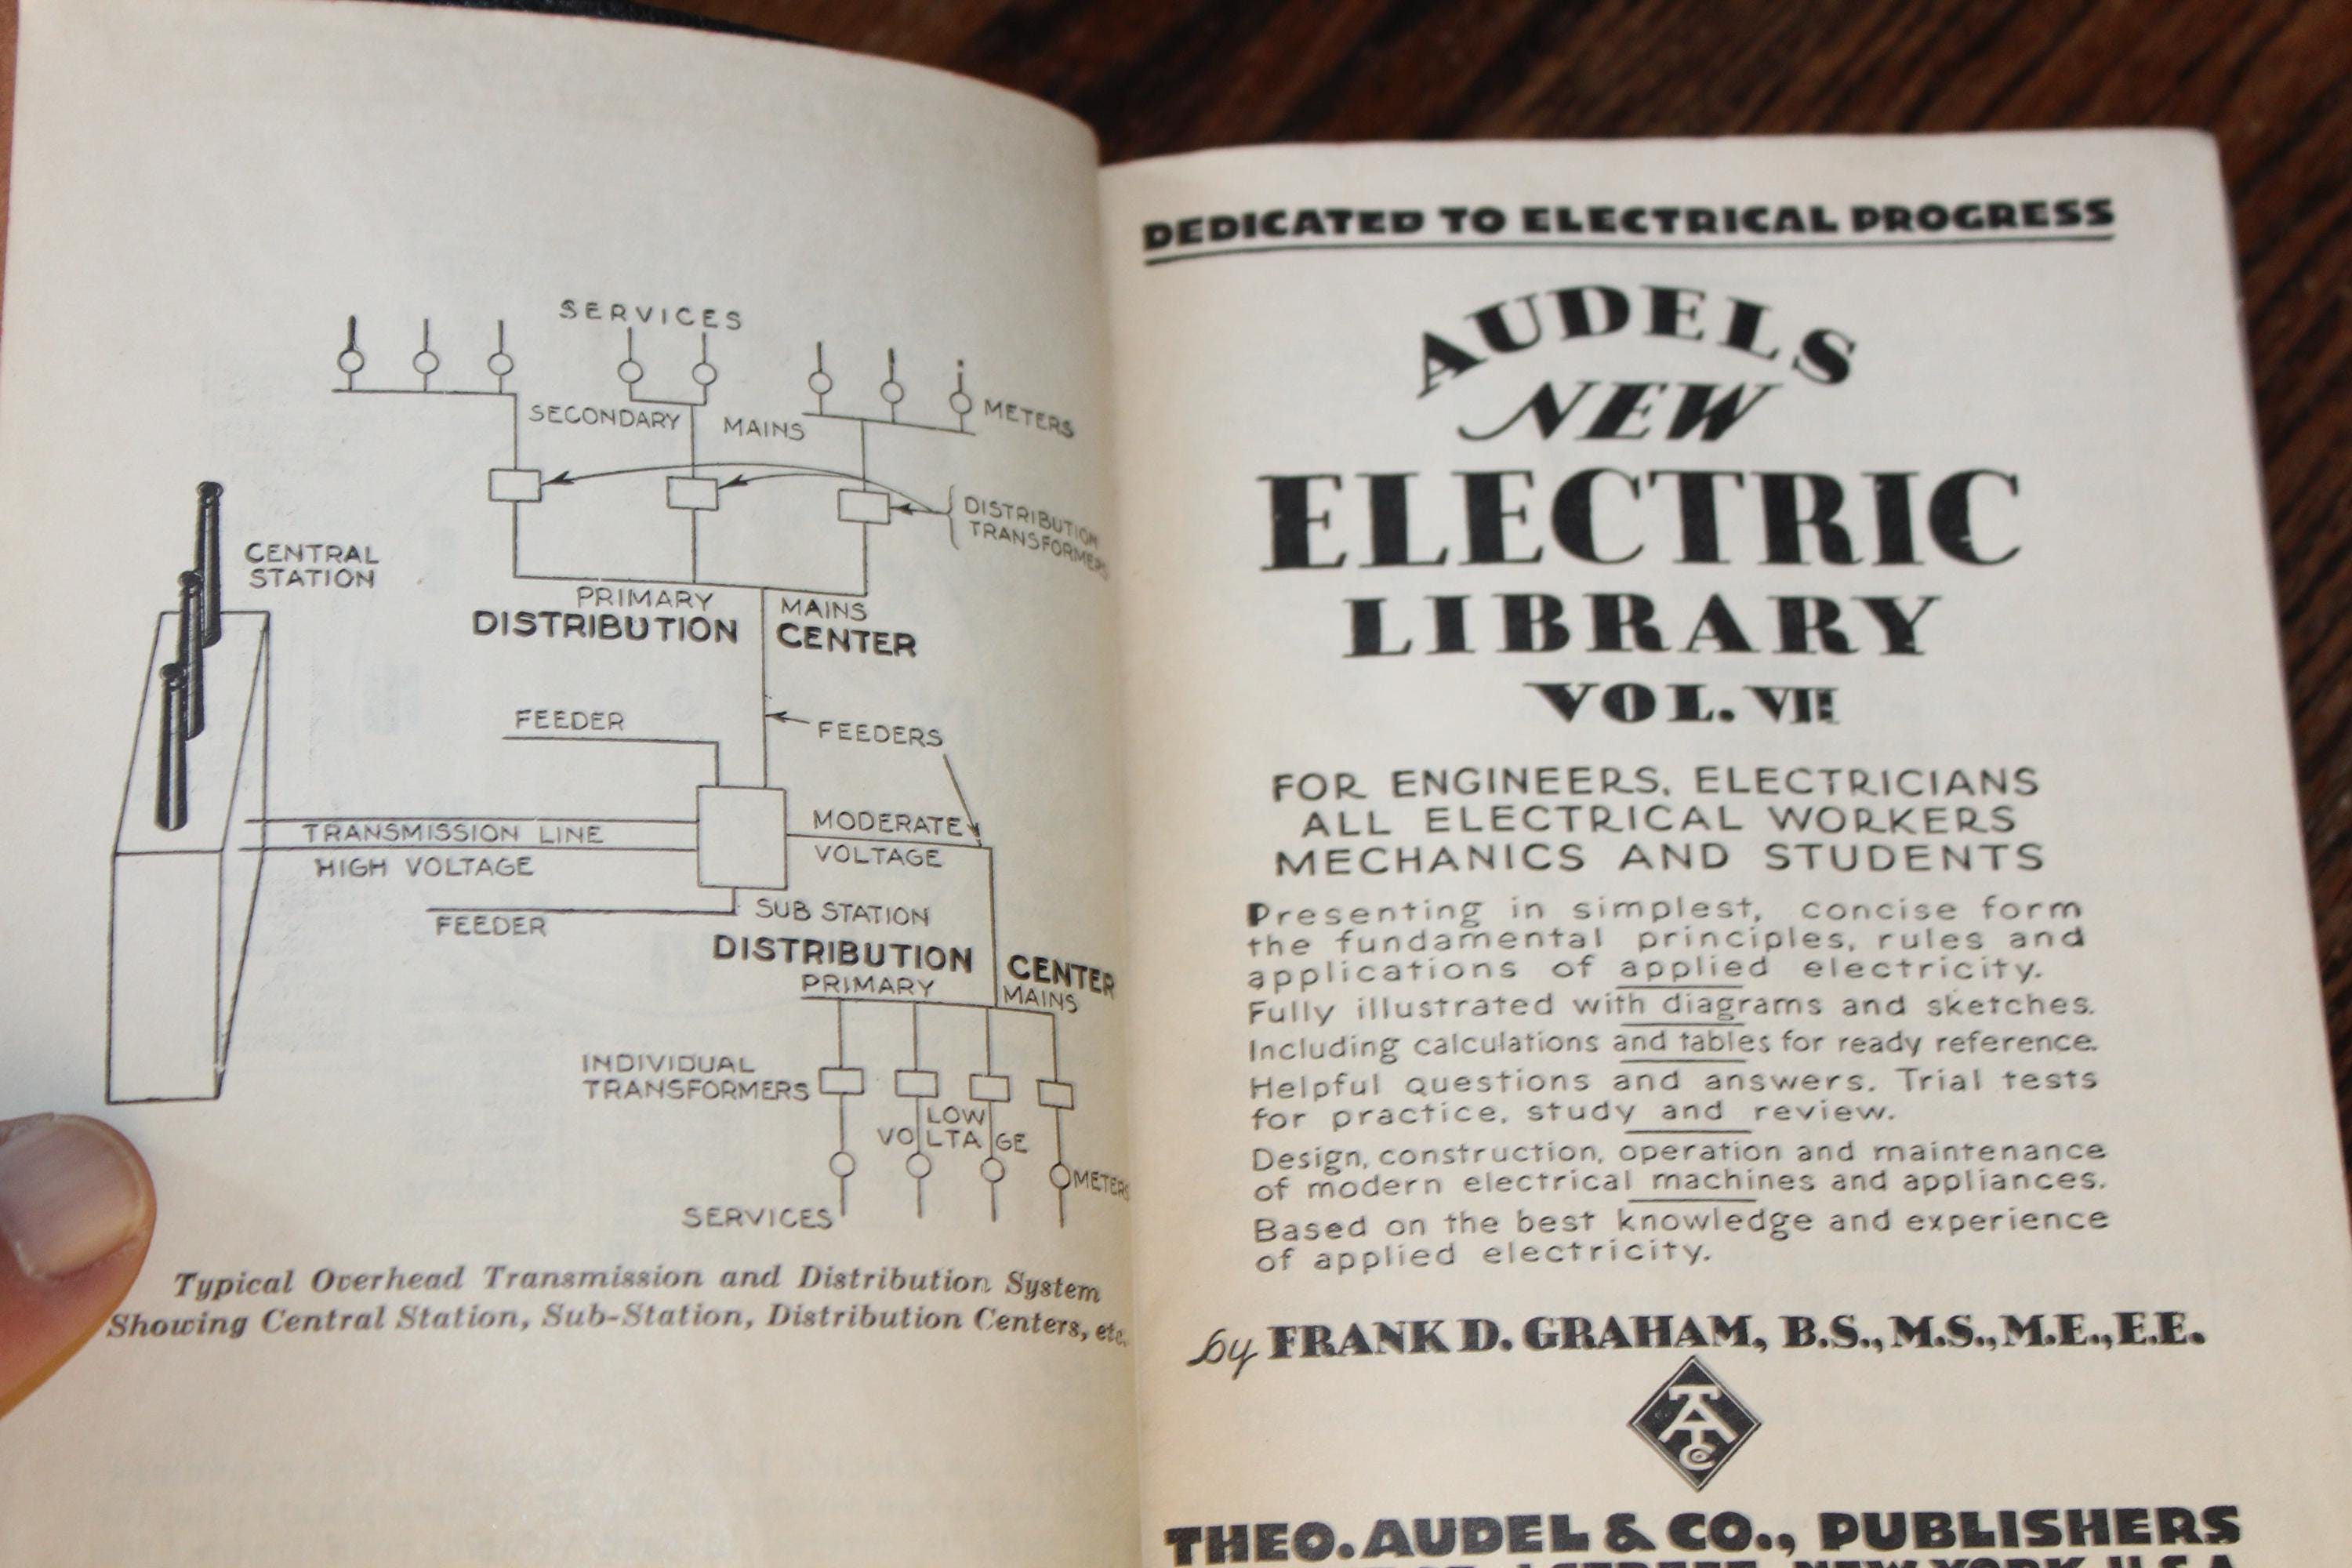 SERVICES
SECONDARY MAINS
METERS
DISTRIBUTION
TRANSFORMERS
CENTRAL
STATION
PRIMARY MAINS
DISTRIBUTION CENTER
FEEDER
FEEDERS
TRANSMISSION LINE
HIGH VOLTAGE
MODERATE
VOLTAGE
FEEDER
SUB STATION
DISTRIBUTION CENTER
PRIMARY MAINS
INDIVIDUAL
TRANSFORMERS
LOW
VOLTAGE
METERS
SERVICES
Typical Overhead Transmission and Distribution System
Showing Central Station, Sub-Station, Distribution Centers, etc.
DEDICATED TO ELECTRICAL PROGRESS
AUDELS
NEW
ELECTRIC
LIBRARY
VOL. VII
FOR ENGINEERS, ELECTRICIANS
ALL ELECTRICAL WORKERS
MECHANICS AND STUDENTS
Presenting in simplest, concise form
the fundamental principles, rules and
applications of applied electricity.
Fully illustrated with diagrams and sketches.
Including calculations and tables for ready reference.
Helpful questions and answers. Trial tests
for practice, study and review.
Design, construction, operation and maintenance
of modern electrical machines and appliances.
Based on the best knowledge and experience
of applied electricity.
by FRANK D. GRAHAM, B.S., M.S., M.E., E.E.
TAC
THEO. AUDEL & CO., PUBLISHERS
STREET, NEW YORK, U.S.A.